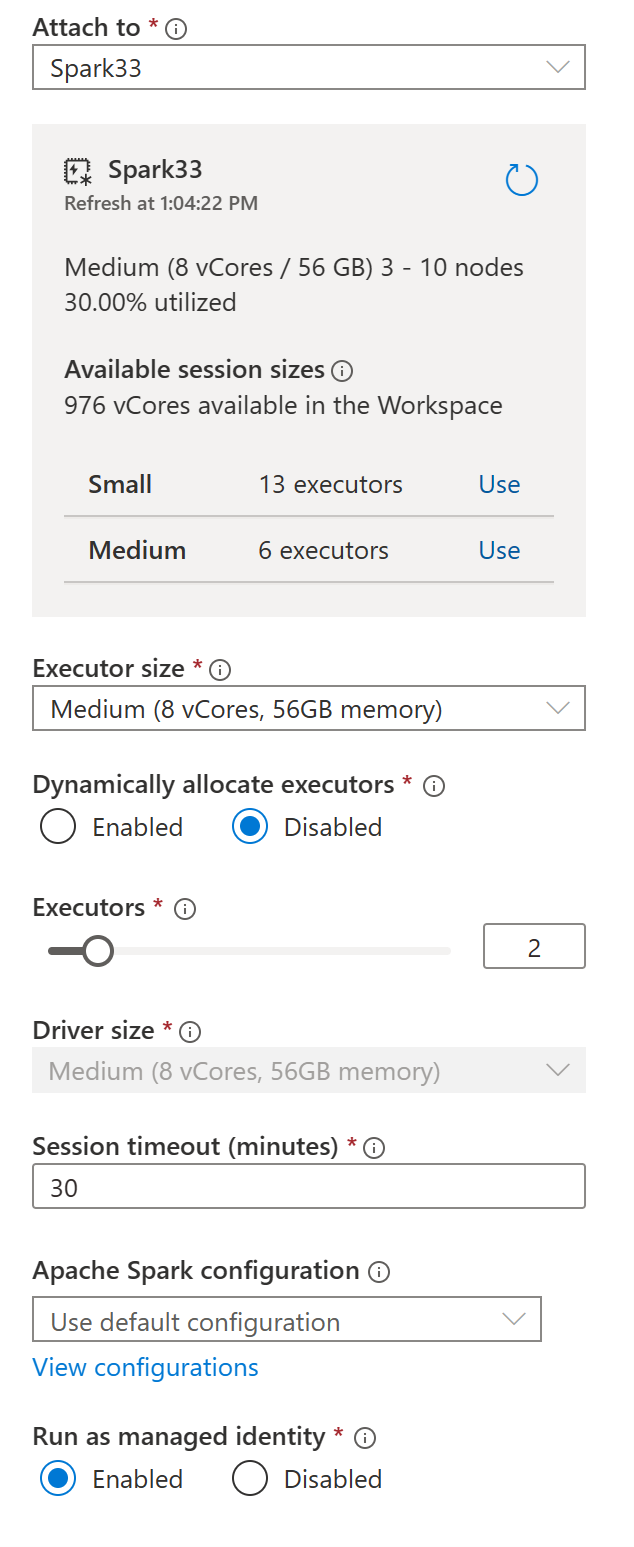 Attach to *
Spark33
Spark33
Refresh at 1:04:22 PM
Medium (8 vCores / 56 GB) 3 - 10 nodes
30.00% utilized
Available session sizes
976 vCores available in the Workspace
Small 13 executors Use
Medium 6 executors Use
Executor size *
Medium (8 vCores, 56GB memory)
Dynamically allocate executors *
Enabled Disabled
Executors *
2
Driver size *
Medium (8 vCores, 56GB memory)
Session timeout (minutes) *
30
Apache Spark configuration
Use default configuration
View configurations
Run as managed identity *
Enabled Disabled